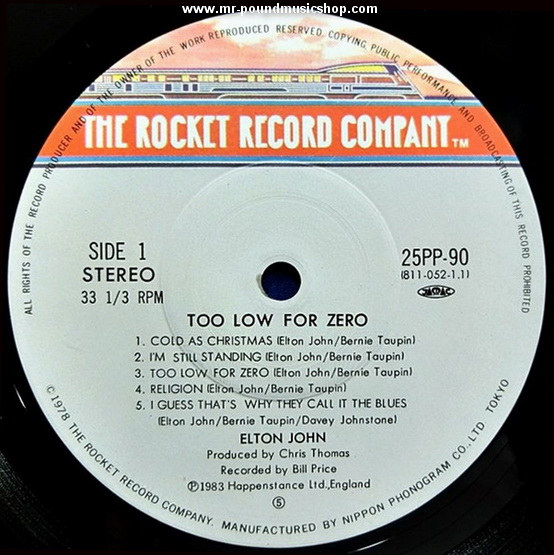 www.mr-poundmusicshop.com
ALL RIGHTS OF THE RECORD PRODUCER AND OF THE OWNER OF THE WORK REPRODUCED RESERVED. COPYING, PUBLIC PERFORMANCE AND BROADCASTING OF THIS RECORD PROHIBITED
THE ROCKET RECORD COMPANY TM
SIDE 1
STEREO
33 1/3 RPM
25PP-90
(811-052-1.1)
JASRAC
TOO LOW FOR ZERO
1. COLD AS CHRISTMAS (Elton John/Bernie Taupin)
2. I'M STILL STANDING (Elton John/Bernie Taupin)
3. TOO LOW FOR ZERO (Elton John/Bernie Taupin)
4. RELIGION (Elton John/Bernie Taupin)
5. I GUESS THAT'S WHY THEY CALL IT THE BLUES
(Elton John/Bernie Taupin/Davey Johnstone)
ELTON JOHN
Produced by Chris Thomas
Recorded by Bill Price
Ⓟ1983 Happenstance Ltd.,England
⑤
©1978 THE ROCKET RECORD COMPANY. MANUFACTURED BY NIPPON PHONOGRAM CO.,LTD TOKYO